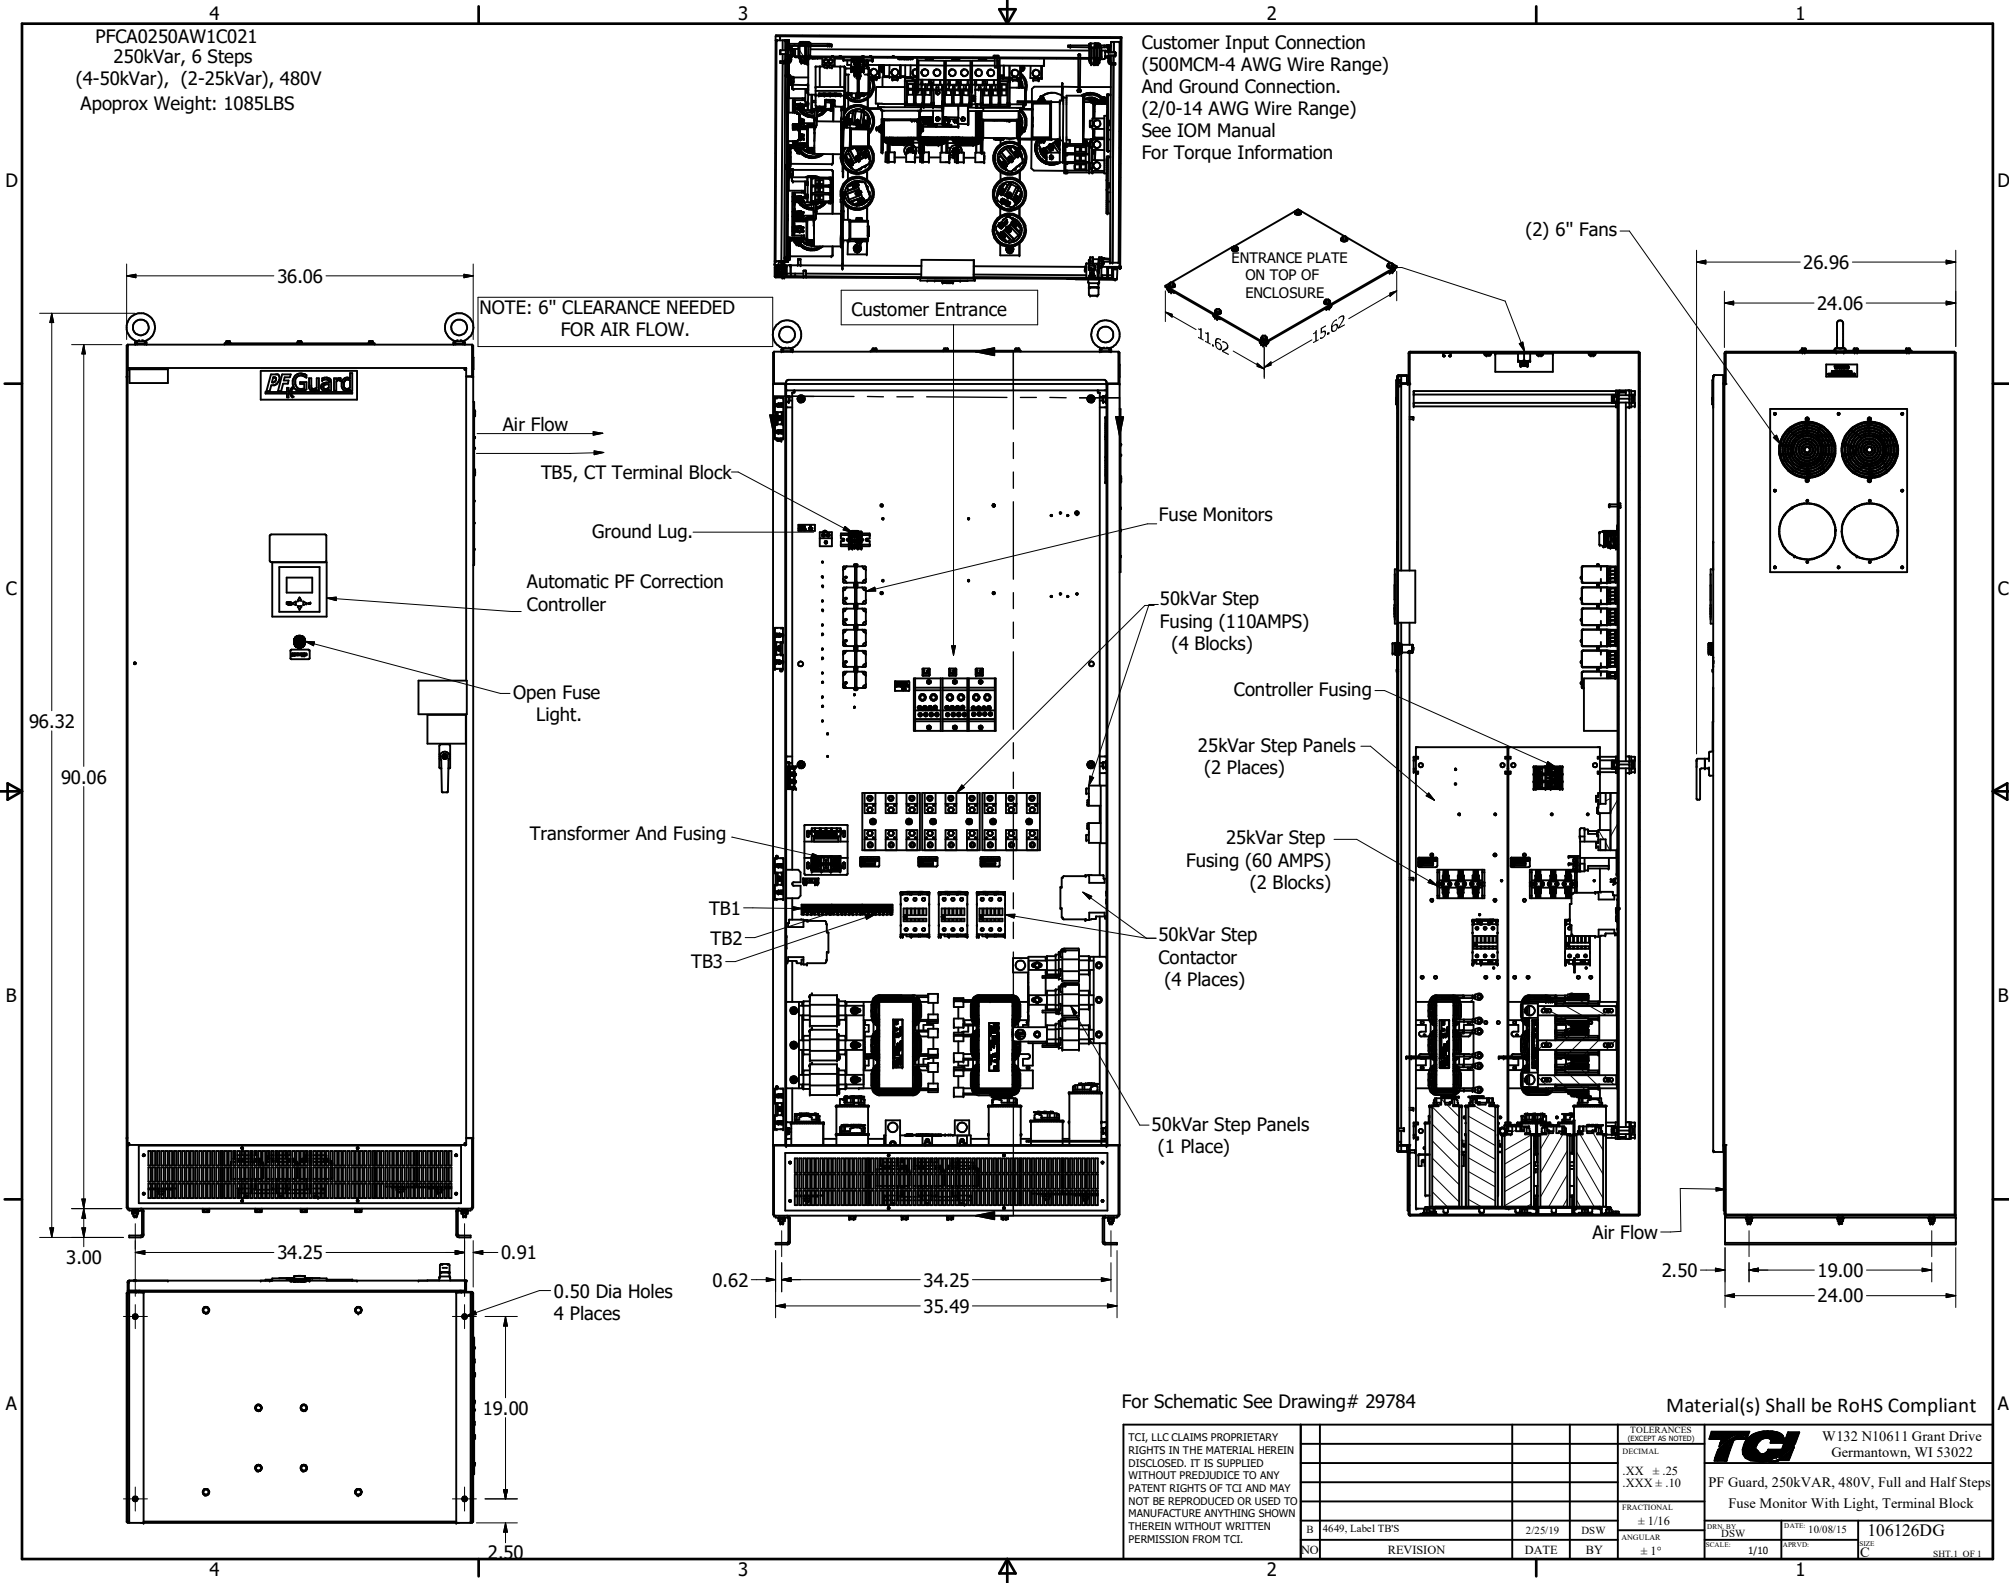 4
3
2
1
PFCA0250AW1C021
250kVar, 6 Steps
(4-50kVar), (2-25kVar), 480V
Apoprox Weight: 1085LBS
Customer Input Connection
(500MCM-4 AWG Wire Range)
And Ground Connection.
(2/0-14 AWG Wire Range)
See IOM Manual
For Torque Information
D
D
(2) 6" Fans
ENTRANCE PLATE
ON TOP OF
ENCLOSURE
11.62
15.62
26.96
24.06
36.06
NOTE: 6" CLEARANCE NEEDED
FOR AIR FLOW.
Customer Entrance
PF Guard
Air Flow
TB5, CT Terminal Block
Ground Lug.
Fuse Monitors
C
C
Automatic PF Correction
Controller
50kVar Step
Fusing (110AMPS)
(4 Blocks)
Open Fuse
Light.
Controller Fusing
96.32
90.06
25kVar Step Panels
(2 Places)
Transformer And Fusing
25kVar Step
Fusing (60 AMPS)
(2 Blocks)
TB1
TB2
TB3
50kVar Step
Contactor
(4 Places)
B
B
50kVar Step Panels
(1 Place)
Air Flow
3.00
34.25
0.91
0.62
34.25
35.49
2.50
19.00
24.00
0.50 Dia Holes
4 Places
19.00
2.50
A
A
For Schematic See Drawing# 29784
Material(s) Shall be RoHS Compliant
TCI, LLC CLAIMS PROPRIETARY
RIGHTS IN THE MATERIAL HEREIN
DISCLOSED. IT IS SUPPLIED
WITHOUT PREDJUDICE TO ANY
PATENT RIGHTS OF TCI AND MAY
NOT BE REPRODUCED OR USED TO
MANUFACTURE ANYTHING SHOWN
THEREIN WITHOUT WRITTEN
PERMISSION FROM TCI.
B 4649, Label TB'S 2/25/19 DSW
NO REVISION DATE BY
TOLERANCES
(EXCEPT AS NOTED)
DECIMAL
.XX ± .25
.XXX ± .10
FRACTIONAL
± 1/16
ANGULAR
± 1°
TCI
W132 N10611 Grant Drive
Germantown, WI 53022
PF Guard, 250kVAR, 480V, Full and Half Steps
Fuse Monitor With Light, Terminal Block
DRN. BY DSW
DATE: 10/08/15
106126DG
SCALE: 1/10
APRVD:
SIZE C
SHT.1 OF 1
4
3
2
1